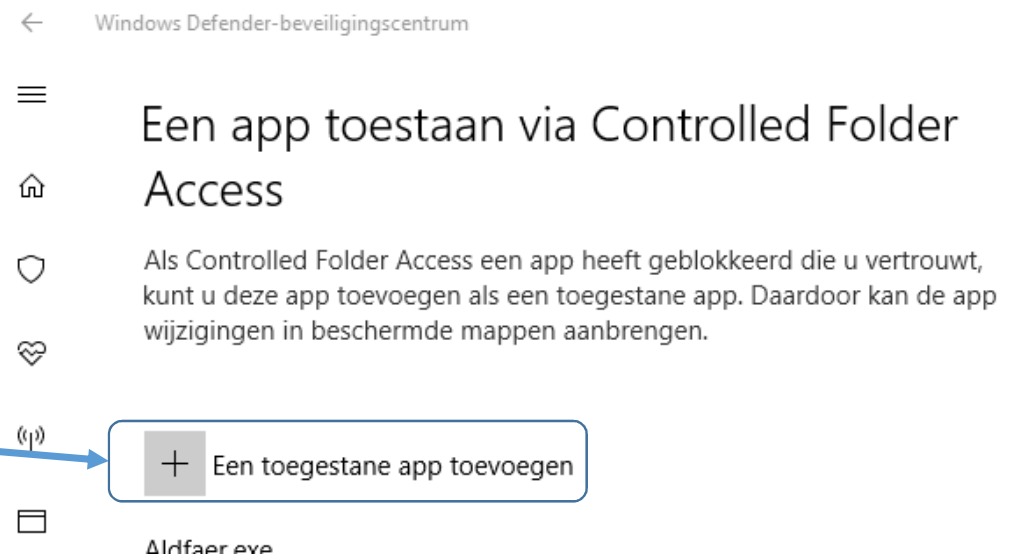 Windows Defender-beveiligingscentrum
Een app toestaan via Controlled Folder
Access
Als Controlled Folder Access een app heeft geblokkeerd die u vertrouwt,
kunt u deze app toevoegen als een toegestane app. Daardoor kan de app
wijzigingen in beschermde mappen aanbrengen.
Een toegestane app toevoegen
Aldfaer.exe